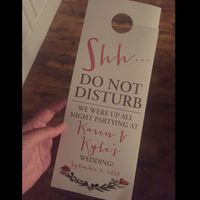 Shh...
DO NOT
DISTURB
WE WERE UP ALL
NIGHT PARTYING AT
Karen &
Kyle's
WEDDING!